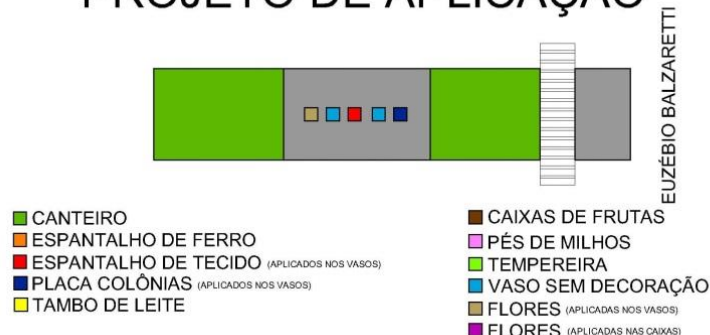 PROJETO DE APLICAÇÃO
EUZÉBIO BALZARETTI
CANTEIRO
ESPANTALHO DE FERRO
ESPANTALHO DE TECIDO (APLICADOS NOS VASOS)
PLACA COLÔNIAS (APLICADOS NOS VASOS)
TAMBO DE LEITE
CAIXAS DE FRUTAS
PÉS DE MILHOS
TEMPEREIRA
VASO SEM DECORAÇÃO
FLORES (APLICADAS NOS VASOS)
FLORES (APLICADAS NAS CAIXAS)